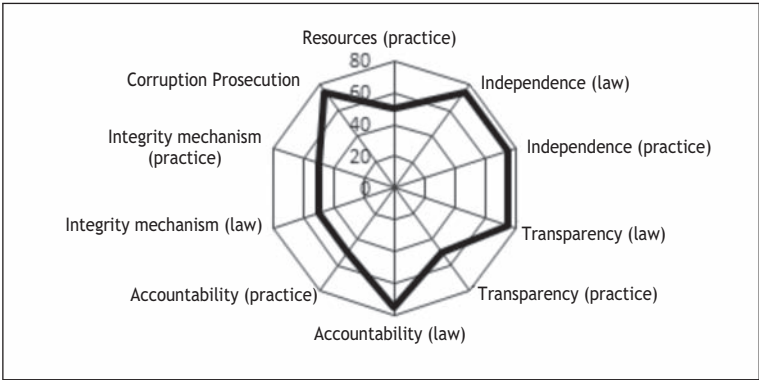 Resources (practice)
80
Corruption Prosecution
60
Independence (law)
40
Integrity mechanism
(practice)
Independence (practice)
20
0
Integrity mechanism (law)
Transparency (law)
Accountability (practice)
Transparency (practice)
Accountability (law)